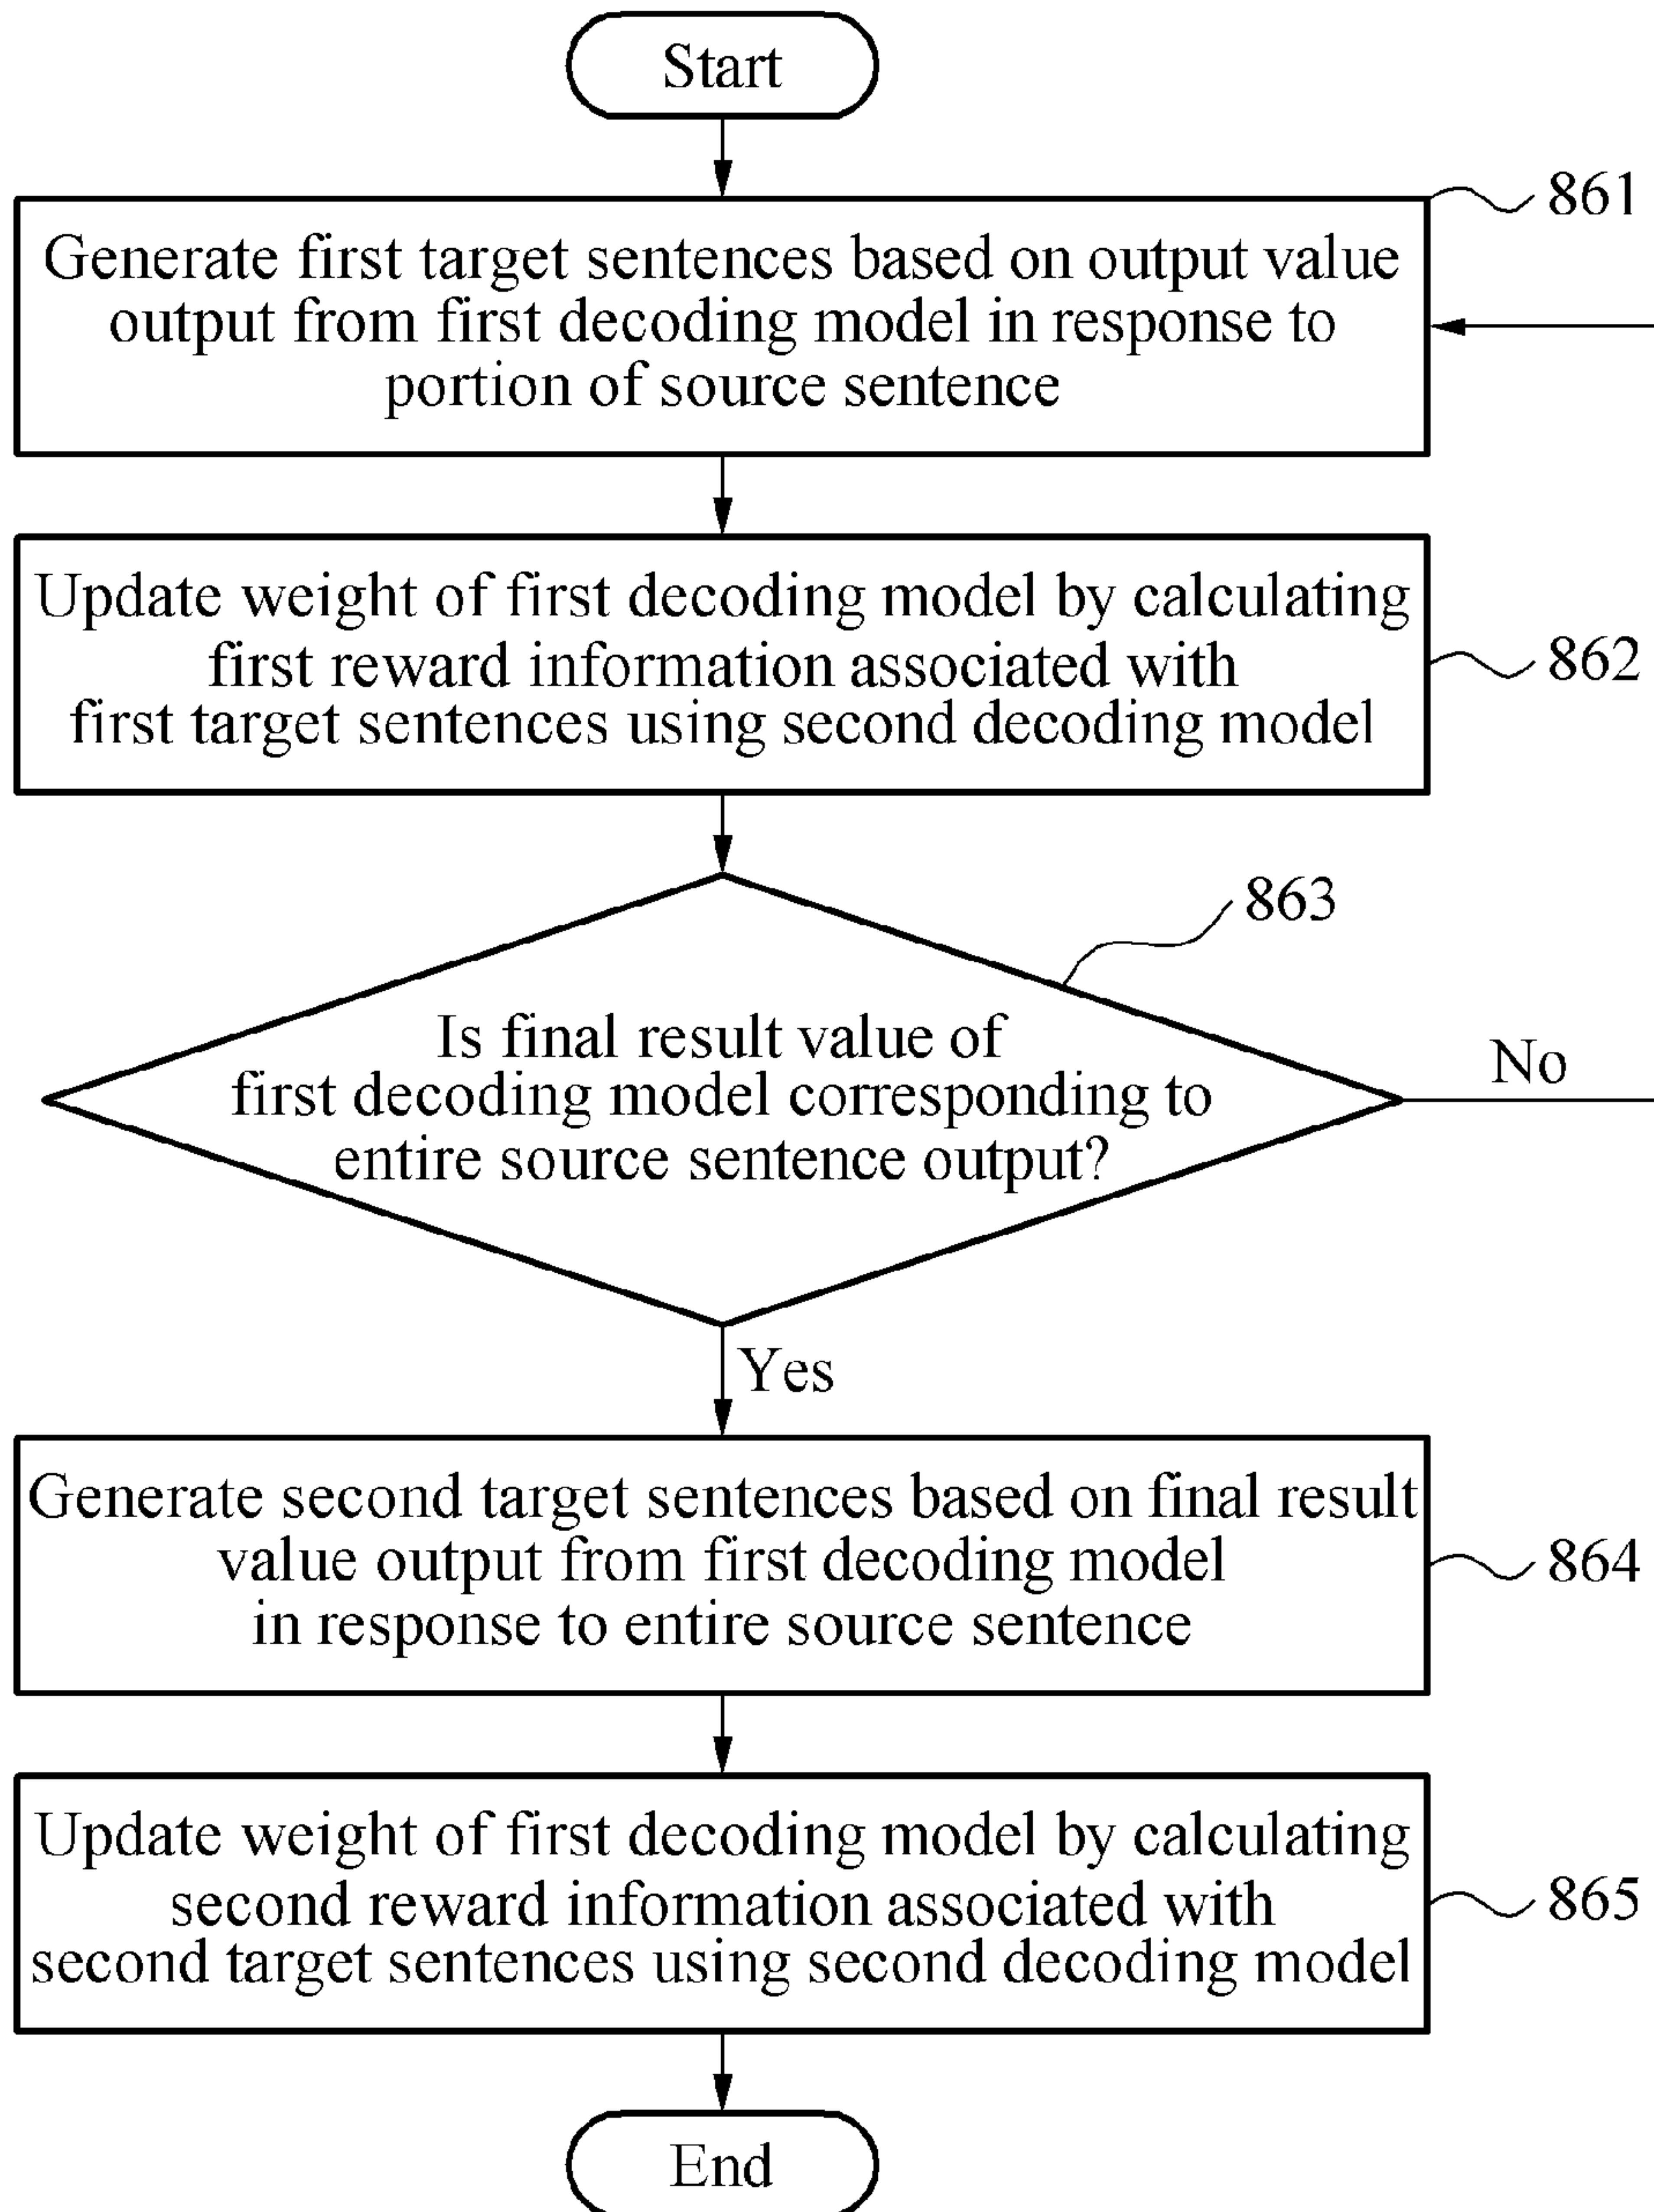 Start
861
Generate first target sentences based on output value
output from first decoding model in response to
portion of source sentence
Update weight of first decoding model by calculating
first reward information associated with
first target sentences using second decoding model
862
863
Is final result value of
first decoding model corresponding to
entire source sentence output?
No
Yes
Generate second target sentences based on final result
value output from first decoding model
in response to entire source sentence
864
Update weight of first decoding model by calculating
second reward information associated with
second target sentences using second decoding model
865
End